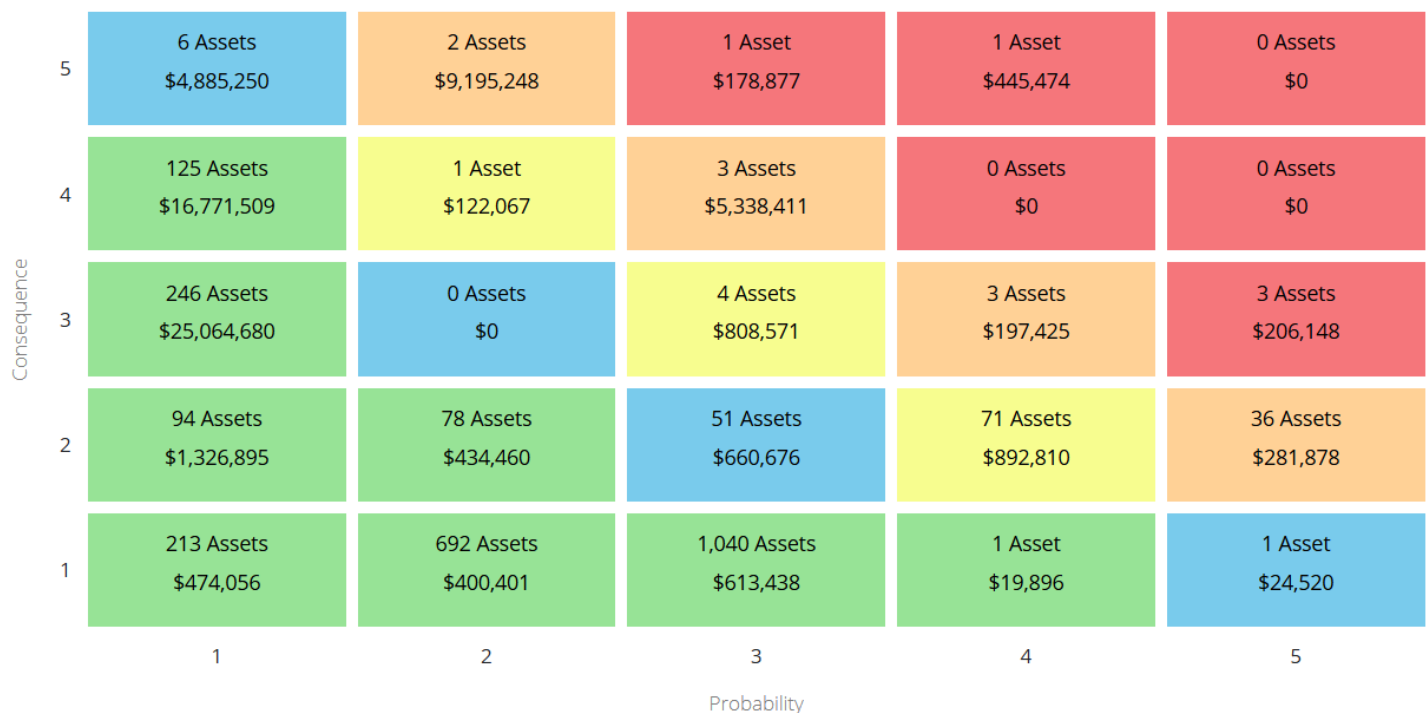 6 Assets
$4,885,250
2 Assets
$9,195,248
1 Asset
$178,877
1 Asset
$445,474
0 Assets
$0
5
125 Assets
$16,771,509
1 Asset
$122,067
3 Assets
$5,338,411
0 Assets
$0
0 Assets
$0
4
246 Assets
$25,064,680
0 Assets
$0
4 Assets
$808,571
3 Assets
$197,425
3 Assets
$206,148
3
Consequence
94 Assets
$1,326,895
78 Assets
$434,460
51 Assets
$660,676
71 Assets
$892,810
36 Assets
$281,878
2
213 Assets
$474,056
692 Assets
$400,401
1,040 Assets
$613,438
1 Asset
$19,896
1 Asset
$24,520
1
1 2 3 4 5
Probability